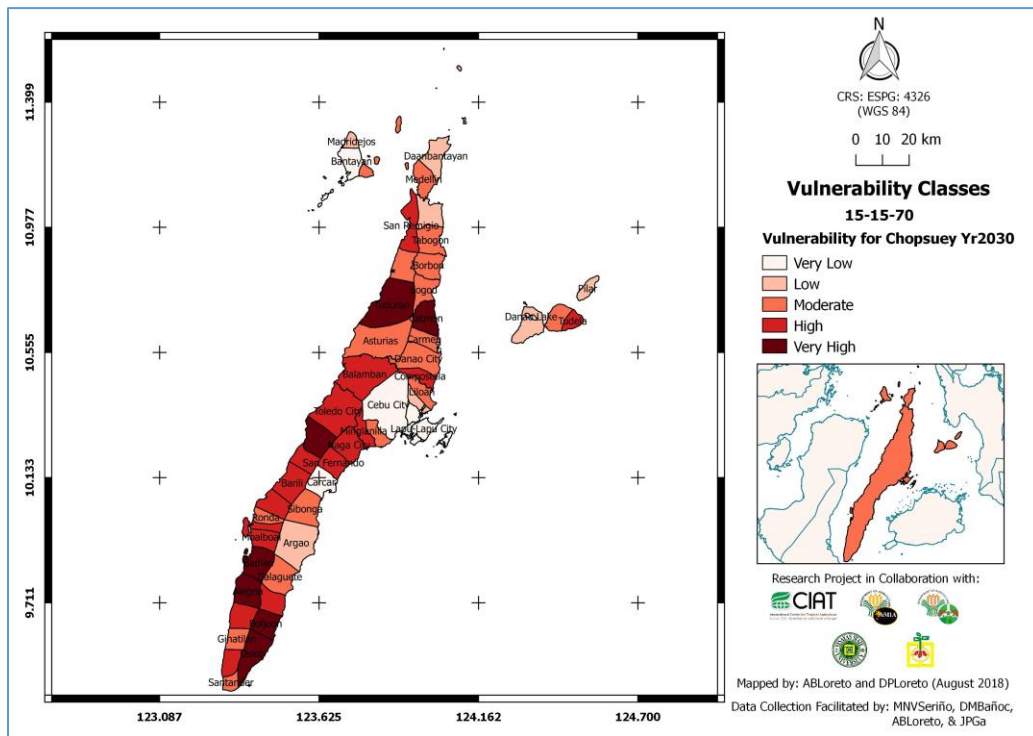 N
CRS: ESPG: 4326
(WGS 84)
0 10 20 km
Vulnerability Classes
15-15-70
Vulnerability for Chopsuey Yr2030
Very Low
Low
Moderate
High
Very High
11.399
10.977
10.555
10.133
9.711
123.087
123.625
124.162
124.700
Madridejos
Bantayan
Daanbantayan
Medellin
San Remigio
Tabogon
Borbon
Sogod
Pilar
Tudela
Asturias
Carmen
Danao City
Balamban
Compostela
Liloan
Cebu City
Toledo City
Lapu-Lapu City
Minglanilla
Naga City
San Fernando
Barili
Carcar
Sibonga
Ronda
Moalboal
Argao
Dalaguete
Ginatilan
Santander
Research Project in Collaboration with:
CIAT
Mapped by: ABLoreto and DPLoreto (August 2018)
Data Collection Facilitated by: MNVSeriño, DMBañoc,
ABLoreto, & JPGa